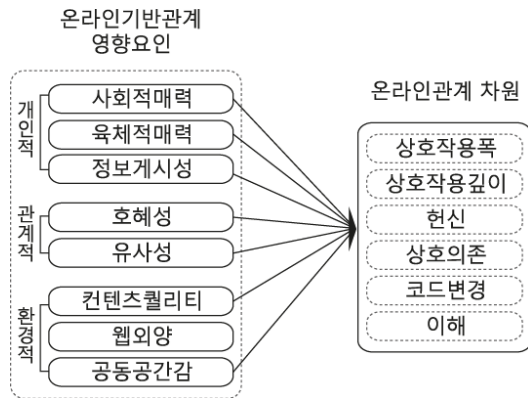 온라인기반관계
영향요인
개인적
사회적매력
육체적매력
정보게시성
관계적
호혜성
유사성
환경적
컨텐츠퀄리티
웹외양
공동공간감
온라인관계 차원
상호작용폭
상호작용깊이
헌신
상호의존
코드변경
이해